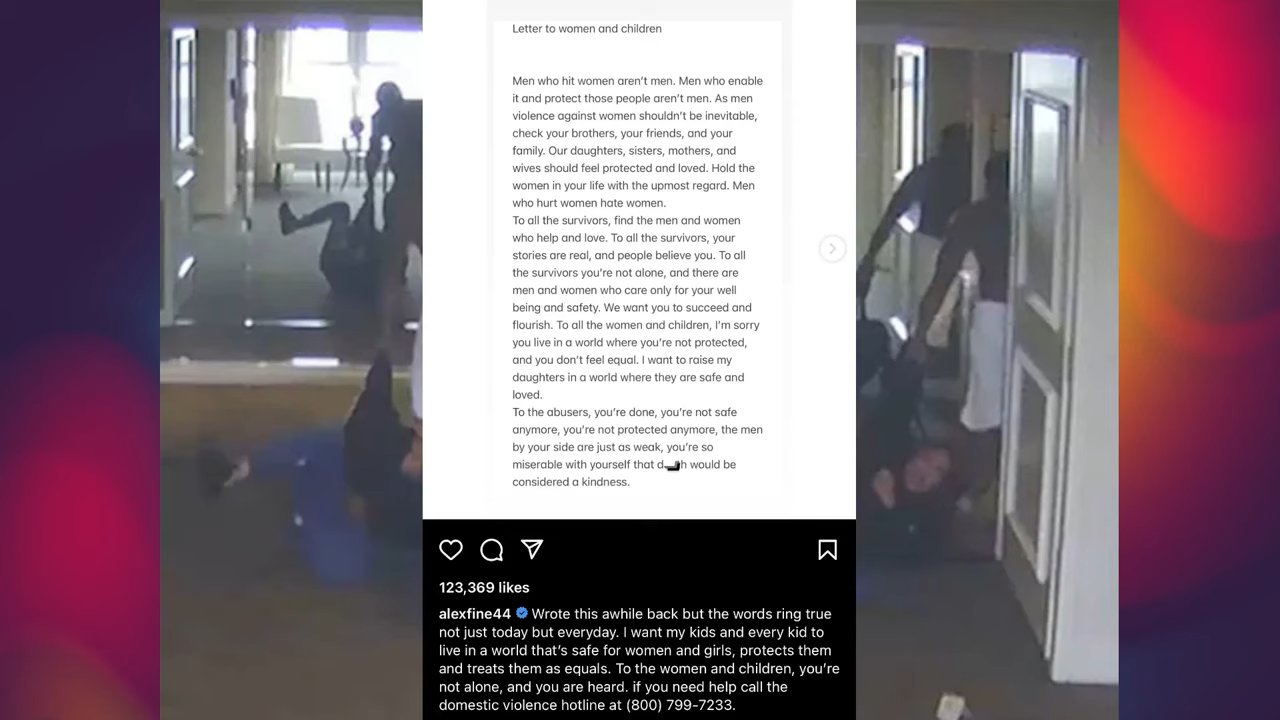 Letter to women and children
Men who hit women aren't men. Men who enable
it and protect those people aren't men. As men
violence against women shouldn't be inevitable,
check your brothers, your friends, and your
family. Our daughters, sisters, mothers, and
wives should feel protected and loved. Hold the
women in your life with the upmost regard. Men
who hurt women hate women.
To all the survivors, find the men and women
who help and love. To all the survivors, your
stories are real, and people believe you. To all
the survivors you're not alone, and there are
men and women who care only for your well
being and safety. We want you to succeed and
flourish. To all the women and children, I'm sorry
you live in a world where you're not protected,
and you don't feel equal. I want to raise my
daughters in a world where they are safe and
loved.
To the abusers, you're done, you're not safe
anymore, you're not protected anymore, the men
by your side are just as weak, you're so
miserable with yourself that would be
considered a kindness.
123,369 likes
alexfine44 Wrote this awhile back but the words ring true
not just today but everyday. I want my kids and every kid to
live in a world that's safe for women and girls, protects them
and treats them as equals. To the women and children, you're
not alone, and you are heard. if you need help call the
domestic violence hotline at (800) 799-7233.